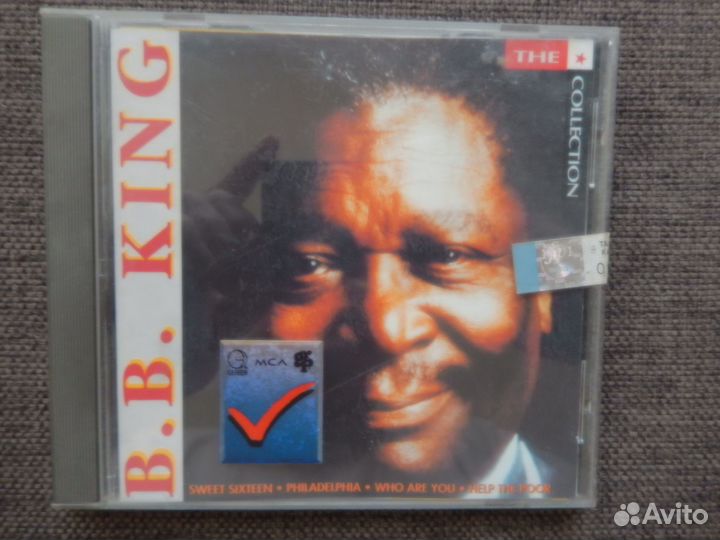 B.B. KING
THE
COLLECTION
MCA
SWEET SIXTEEN • PHILADELPHIA • WHO ARE YOU • HELP THE POOR
Avito